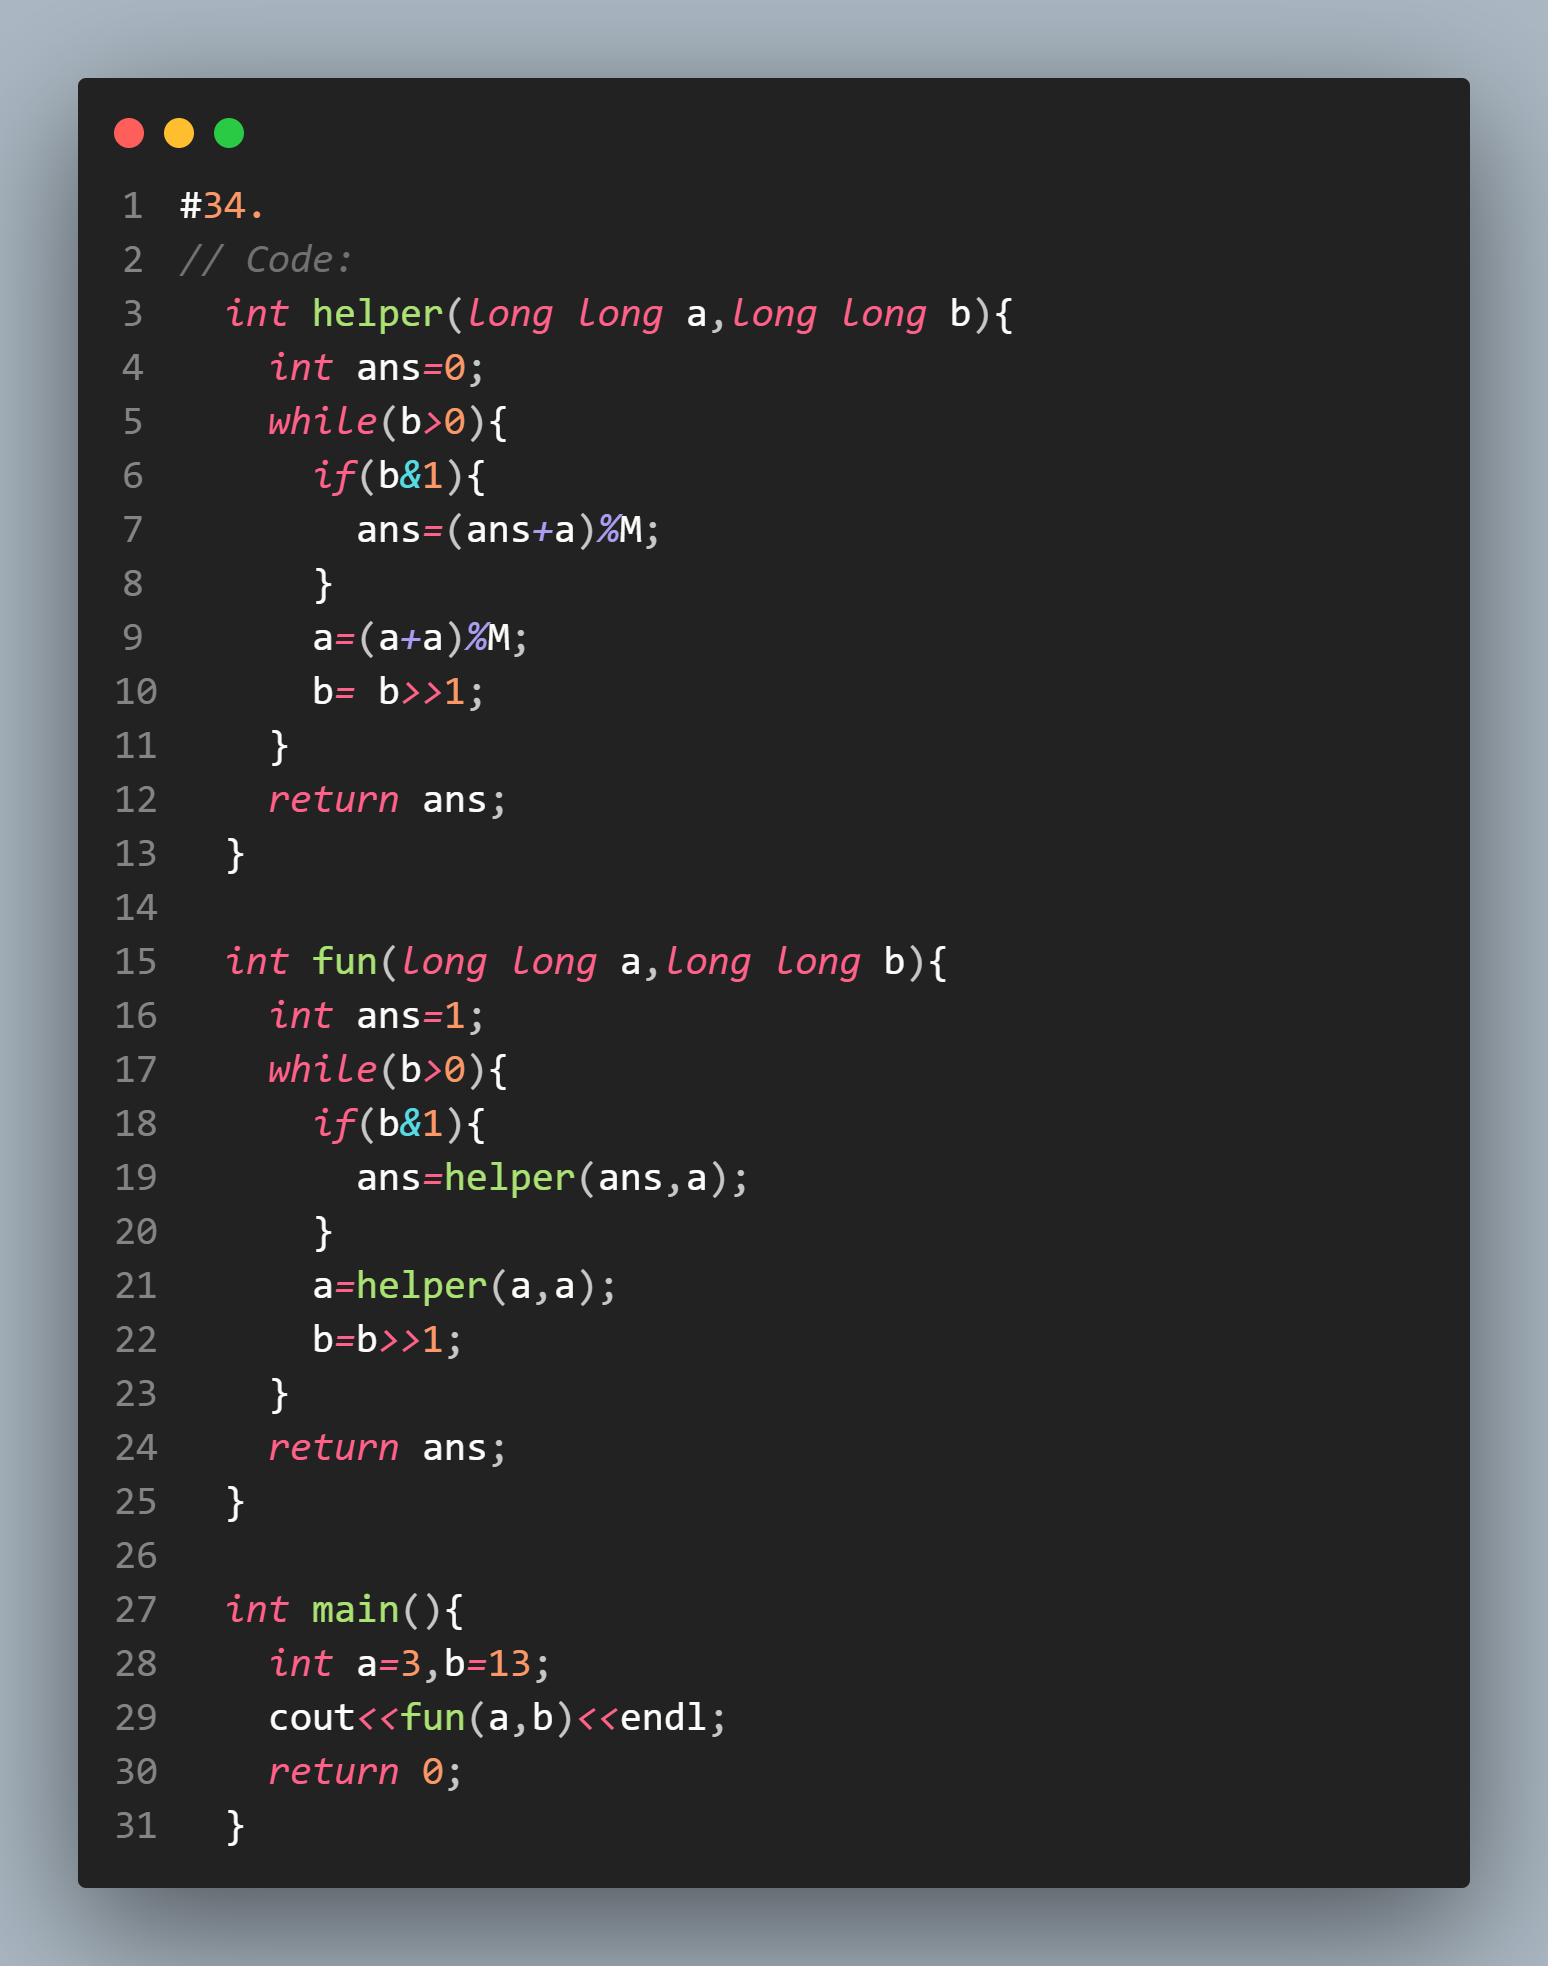 1 #34.
2 // Code:
3   int helper(long long a,long long b){
4     int ans=0;
5     while(b>0){
6       if(b&1){
7         ans=(ans+a)%M;
8       }
9       a=(a+a)%M;
10       b= b>>1;
11     }
12     return ans;
13   }
14
15   int fun(long long a,long long b){
16     int ans=1;
17     while(b>0){
18       if(b&1){
19         ans=helper(ans,a);
20       }
21       a=helper(a,a);
22       b=b>>1;
23     }
24     return ans;
25   }
26
27   int main(){
28     int a=3,b=13;
29     cout<<fun(a,b)<<endl;
30     return 0;
31   }